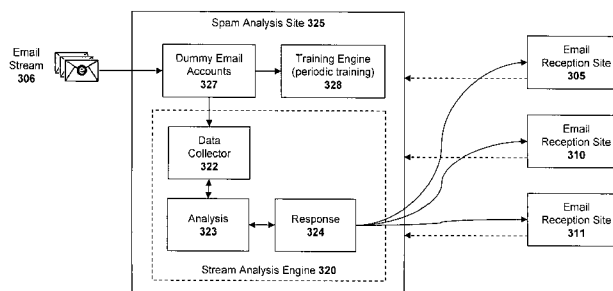 Spam Analysis Site 325
Email
Stream
306
Dummy Email
Accounts
327
Training Engine
(periodic training)
328
Email
Reception Site
305
Data
Collector
322
Email
Reception Site
310
Analysis
323
Response
324
Email
Reception Site
311
Stream Analysis Engine 320